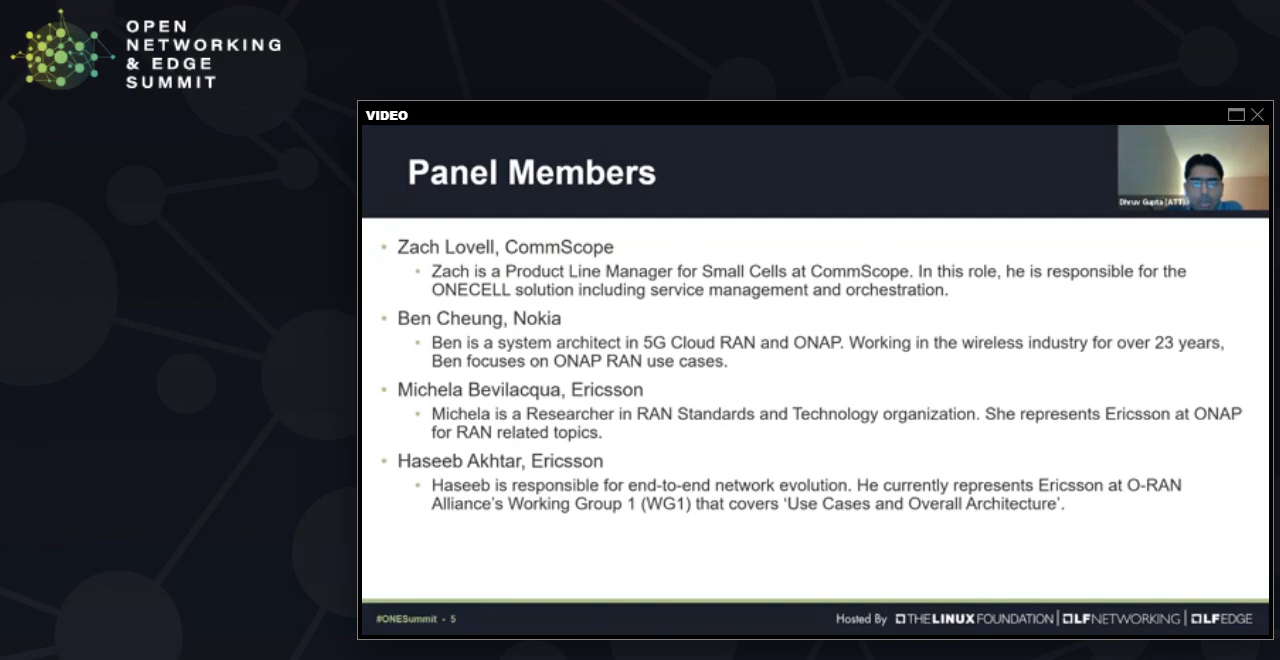 OPEN
NETWORKING
& EDGE
SUMMIT
VIDEO
Panel Members
Dhruv Gupta (ATT)
• Zach Lovell, CommScope
• Zach is a Product Line Manager for Small Cells at CommScope. In this role, he is responsible for the
ONECELL solution including service management and orchestration.
• Ben Cheung, Nokia
• Ben is a system architect in 5G Cloud RAN and ONAP. Working in the wireless industry for over 23 years,
Ben focuses on ONAP RAN use cases.
• Michela Bevilacqua, Ericsson
• Michela is a Researcher in RAN Standards and Technology organization. She represents Ericsson at ONAP
for RAN related topics.
• Haseeb Akhtar, Ericsson
• Haseeb is responsible for end-to-end network evolution. He currently represents Ericsson at O-RAN
Alliance’s Working Group 1 (WG1) that covers ‘Use Cases and Overall Architecture’.
#ONESummit - 5
Hosted By THELINUXFOUNDATION | LFNETWORKING | LFEDGE